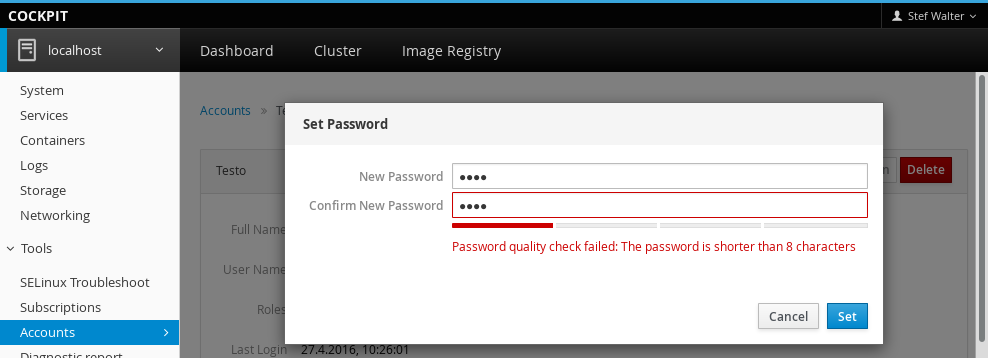 COCKPIT
Stef Walter
localhost
Dashboard Cluster Image Registry
System
Services
Containers
Logs
Storage
Networking
Tools
SELinux Troubleshoot
Subscriptions
Accounts
Diagnostic report
Accounts »
Testo
Delete
Full Name
User Name
Roles
Last Login 27.4.2016, 10:26:01
Set Password
New Password ••••
Confirm New Password ••••
Password quality check failed: The password is shorter than 8 characters
Cancel Set